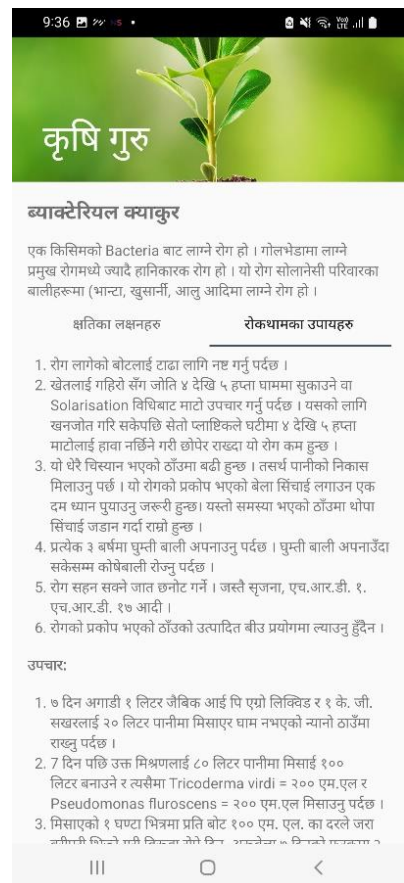 9:36
कृषि गुरु
ब्याक्टेरियल क्याकुर
एक किसिमको Bacteria बाट लाग्ने रोग हो । गोलभेडामा लाग्ने
प्रमुख रोगमध्ये ज्यादै हानिकारक रोग हो । यो रोग सोलानेसी परिवारका
बालीहरूमा (भान्टा, खुसार्नी, आलु आदिमा लाग्ने रोग हो ।
क्षतिका लक्षनहरु रोकथामका उपायहरु
1. रोग लागेको बोटलाई टाढा लागि नष्ट गर्नु पर्दछ ।
2. खेतलाई गहिरो सँग जोति ४ देखि ५ हप्ता घाममा सुकाउने वा
Solarisation विधिबाट माटो उपचार गर्नु पर्दछ । यसको लागि
खनजोत गरि सकेपछि सेतो प्लाष्टिकले घटीमा ४ देखि ५ हप्ता
माटोलाई हावा नछिर्ने गरी छोपेर राख्दा यो रोग कम हुन्छ ।
3. यो धेरै चिस्यान भएको ठाँउमा बढी हुन्छ । तसर्थ पानीको निकास
मिलाउनु पर्छ । यो रोगको प्रकोप भएको बेला सिंचाई लगाउन एक
दम ध्यान पुयाउनु जरूरी हुन्छ। यस्तो समस्या भएको ठाँउमा थोपा
सिंचाई जडान गर्दा राम्रो हुन्छ ।
4. प्रत्येक ३ बर्षमा घुम्ती बाली अपनाउनु पर्दछ । घुम्ती बाली अपनाउँदा
सकेसम्म कोषेबाली रोज्नु पर्दछ ।
5. रोग सहन सक्ने जात छनोट गर्ने । जस्तै सृजना, एच.आर.डी. १.
एच.आर.डी. १७ आदी ।
6. रोगको प्रकोप भएको ठाँउको उत्पादित बीउ प्रयोगमा ल्याउनु हुँदैन ।
उपचार:
1. ७ दिन अगाडी १ लिटर जैबिक आई पि एग्रो लिक्विड र १ के. जी.
सखरलाई २० लिटर पानीमा मिसाएर घाम नभएको न्यानो ठाउँमा
राख्नु पर्दछ ।
2. 7 दिन पछि उक्त मिश्रणलाई ८० लिटर पानीमा मिसाई १००
लिटर बनाउने र त्यसैमा Tricoderma virdi = २०० एम.एल र
Pseudomonas fluroscens = २०० एम.एल मिसाउनु पर्दछ ।
3. मिसाएको १ घण्टा भित्रमा प्रति बोट १०० एम. एल. का दरले जरा